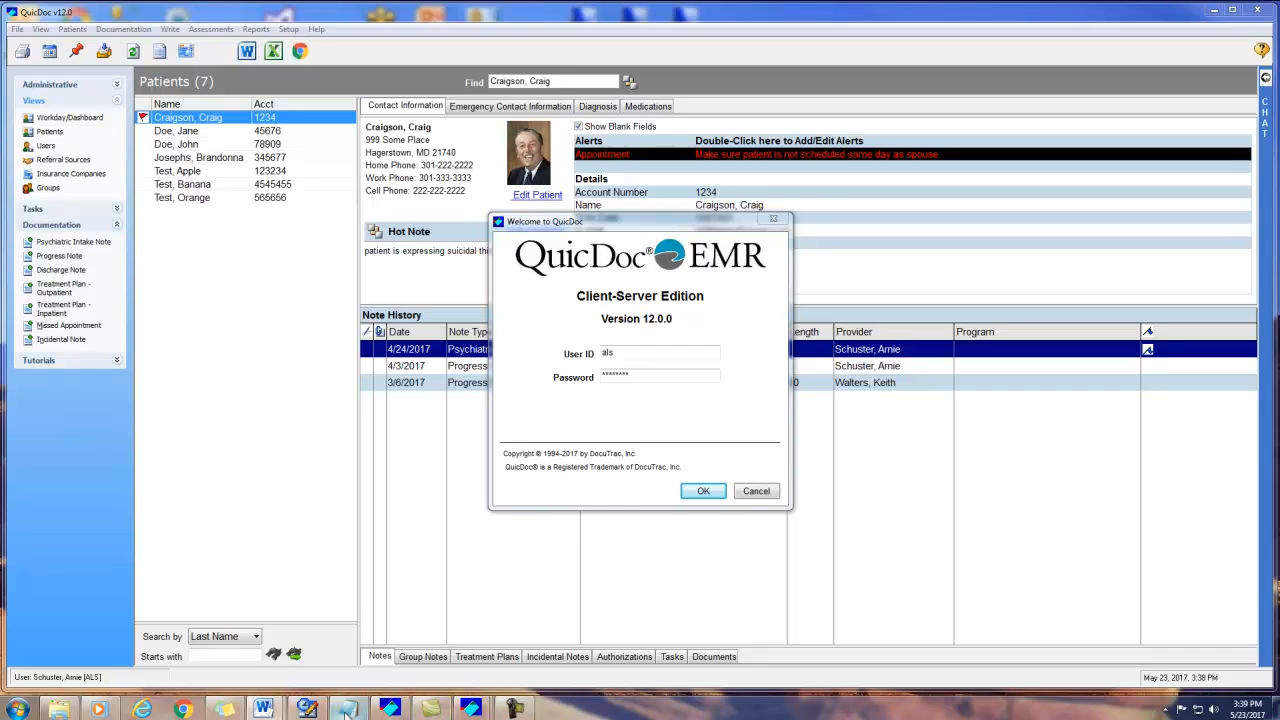 QuicDoc v12.0
File View Patients Documentation Write Assessments Reports Setup Help
Administrative
Views
Workday/Dashboard
Patients
Users
Referral Sources
Insurance Companies
Groups
Tasks
Documentation
Psychiatric Intake Note
Progress Note
Discharge Note
Treatment Plan -
Outpatient
Treatment Plan -
Inpatient
Missed Appointment
Incidental Note
Tutorials
Patients (7)
Find Craigson, Craig
Name Acct
Craigson, Craig 1234
Doe, Jane 45676
Doe, John 78909
Josephs, Brandonna 345677
Test, Apple 123234
Test, Banana 4545455
Test, Orange 565656
Search by Last Name
Starts with
Contact Information Emergency Contact Information Diagnosis Medications
Craigson, Craig
999 Some Place
Hagerstown, MD 21740
Home Phone: 301-222-2222
Work Phone: 301-333-3333
Cell Phone: 222-222-2222
Edit Patient
Show Blank Fields
Alerts Double-Click here to Add/Edit Alerts
Appointment Make sure patient is not scheduled same day as spouse
Details
Account Number 1234
Name Craigson, Craig
Hot Note
patient is expressing suicidal thi
Note History
Date Note Typ ength Provider Program
4/24/2017 Psychiatr Schuster, Arnie
4/3/2017 Progress Schuster, Arnie
3/6/2017 Progress 0 Walters, Keith
Welcome to QuicDoc
QuicDoc® EMR
Client-Server Edition
Version 12.0.0
User ID als
Password ********
Copyright © 1994-2017 by DocuTrac, Inc.
QuicDoc® is a Registered Trademark of DocuTrac, Inc.
OK Cancel
Notes Group Notes Treatment Plans Incidental Notes Authorizations Tasks Documents
CHAT
User: Schuster, Arnie [ALS] May 23, 2017, 3:38 PM
3:39 PM
5/23/2017